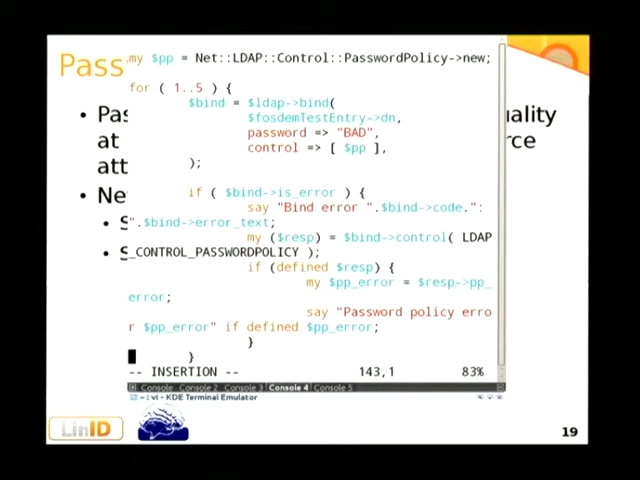 Pass
my $pp = Net::LDAP::Control::PasswordPolicy->new;
for ( 1..5 ) {
$bind = $ldap->bind(
$fosdemTestEntry->dn,
password => "BAD",
control => [ $pp ],
);
if ( $bind->is_error ) {
say "Bind error ".$bind->code.":
".$bind->error_text;
my ($resp) = $bind->control( LDAP
_CONTROL_PASSWORDPOLICY );
if (defined $resp) {
my $pp_error = $resp->pp_
error;
say "Password policy erro
r $pp_error" if defined $pp_error;
}
}
-- INSERTION -- 143,1 83%
Console Console 2 Console 3 Console 4 Console 5
~ : vi - KDE Terminal Emulator
• Pas uality
at rce
att
• Ne
• S
• S
LinID
19